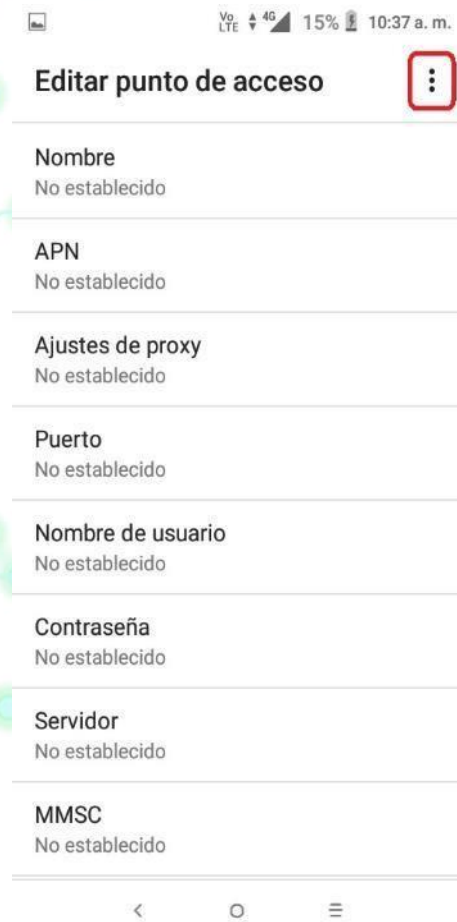 Vo LTE 4G 15% 10:37 a. m.
Editar punto de acceso
Nombre
No establecido
APN
No establecido
Ajustes de proxy
No establecido
Puerto
No establecido
Nombre de usuario
No establecido
Contraseña
No establecido
Servidor
No establecido
MMSC
No establecido